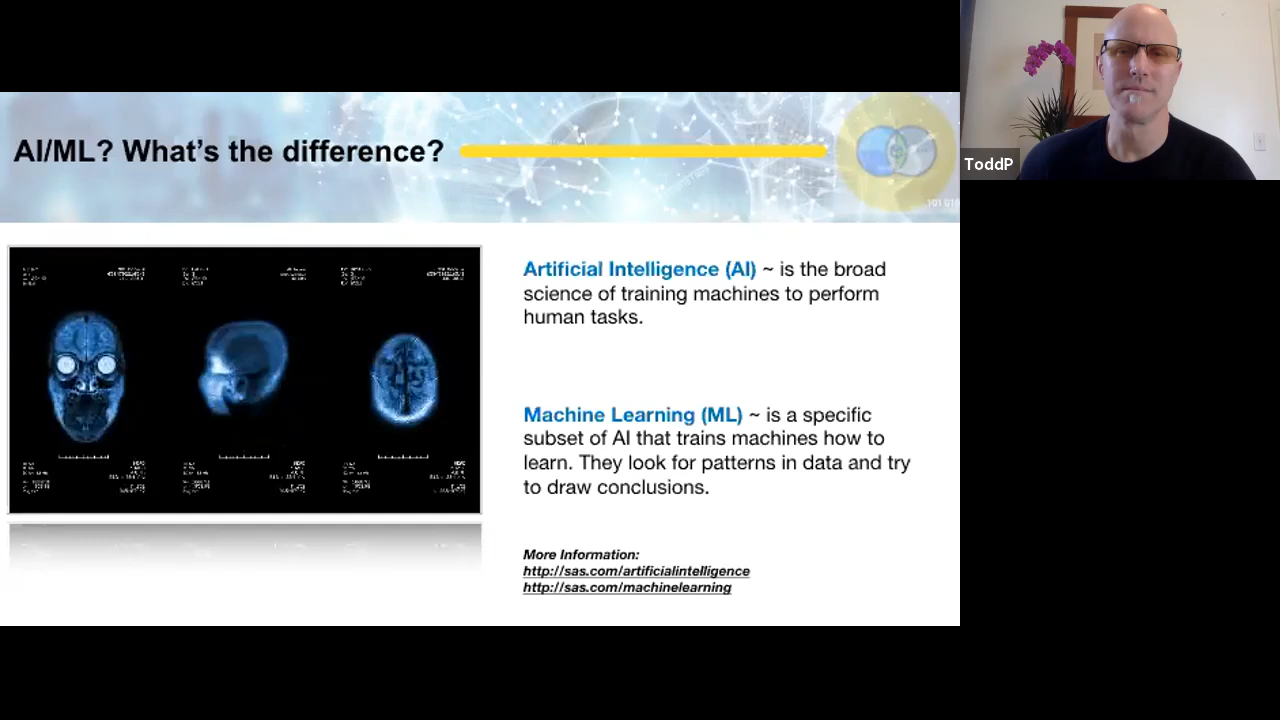 AI/ML? What's the difference?
101 010
Artificial Intelligence (AI) ~ is the broad
science of training machines to perform
human tasks.
Machine Learning (ML) ~ is a specific
subset of AI that trains machines how to
learn. They look for patterns in data and try
to draw conclusions.
More Information:
http://sas.com/artificialintelligence
http://sas.com/machinelearning
ToddP